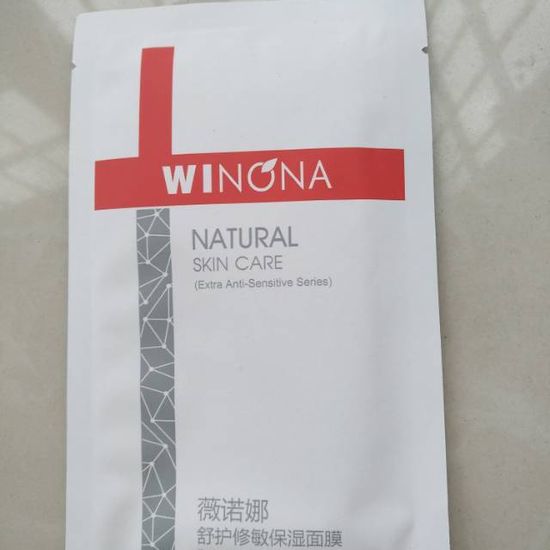 WINONA
NATURAL
SKIN CARE
(Extra Anti-Sensitive Series)
薇诺娜
舒护修敏保湿面膜